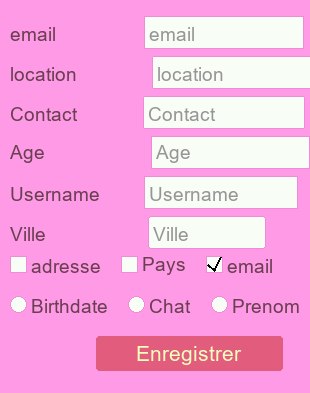 email email
location location
Contact Contact
Age Age
Username Username
Ville Ville
adresse Pays email
Birthdate Chat Prenom
Enregistrer